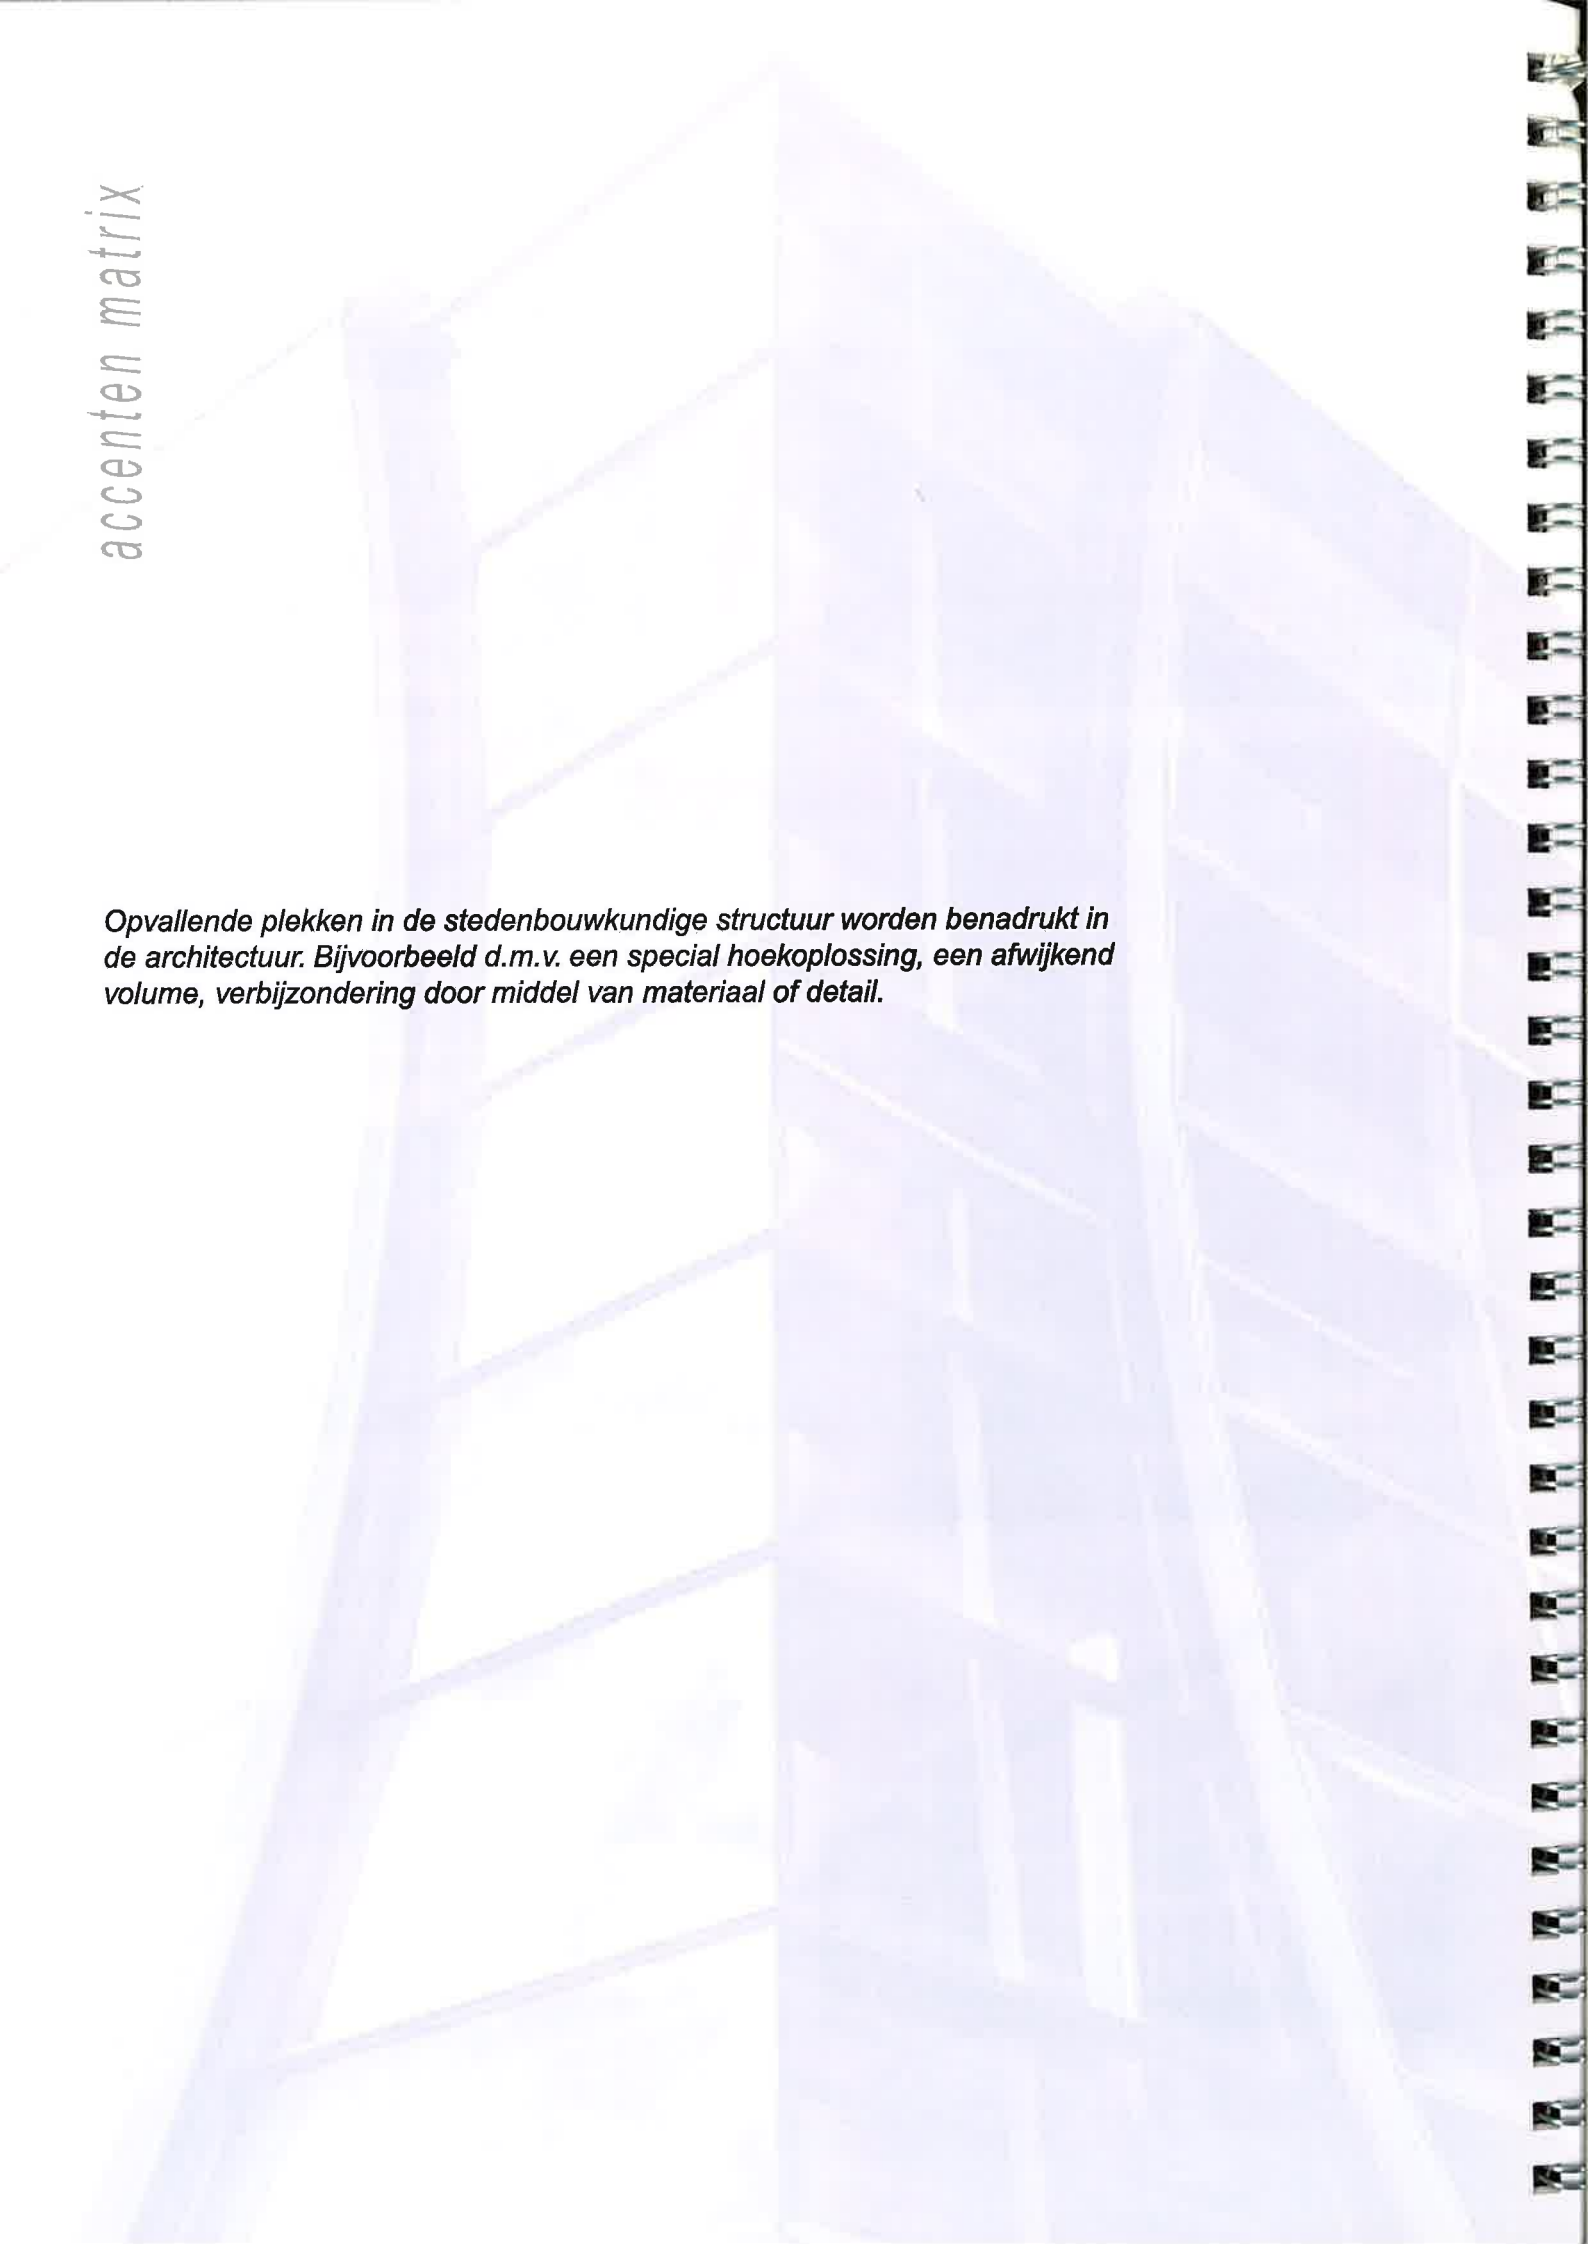 accenten matrix
Opvallende plekken in de stedenbouwkundige structuur worden benadrukt in
de architectuur. Bijvoorbeeld d.m.v. een special hoekoplossing, een afwijkend
volume, verbijzondering door middel van materiaal of detail.